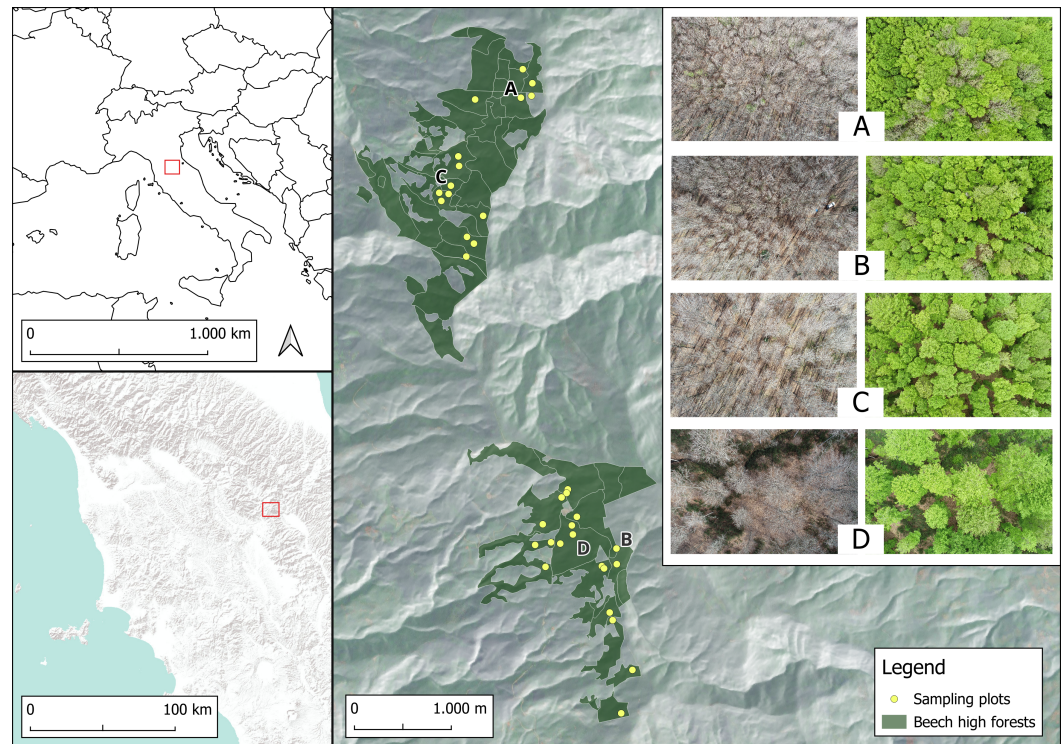 0 1.000 km
0 100 km
A
C
D
B
0 1.000 m
A
B
C
D
Legend
Sampling plots
Beech high forests